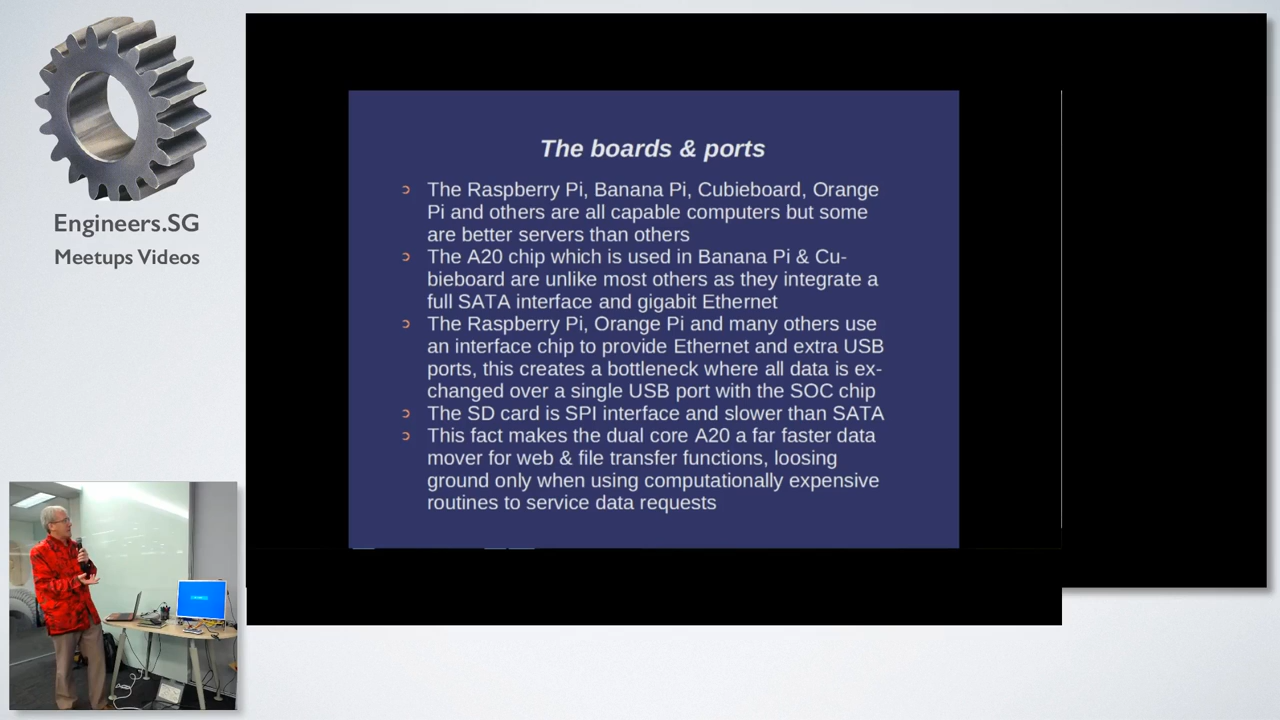 Engineers.SG
Meetups Videos
The boards & ports
The Raspberry Pi, Banana Pi, Cubieboard, Orange
Pi and others are all capable computers but some
are better servers than others
The A20 chip which is used in Banana Pi & Cu-
bieboard are unlike most others as they integrate a
full SATA interface and gigabit Ethernet
The Raspberry Pi, Orange Pi and many others use
an interface chip to provide Ethernet and extra USB
ports, this creates a bottleneck where all data is ex-
changed over a single USB port with the SOC chip
The SD card is SPI interface and slower than SATA
This fact makes the dual core A20 a far faster data
mover for web & file transfer functions, loosing
ground only when using computationally expensive
routines to service data requests